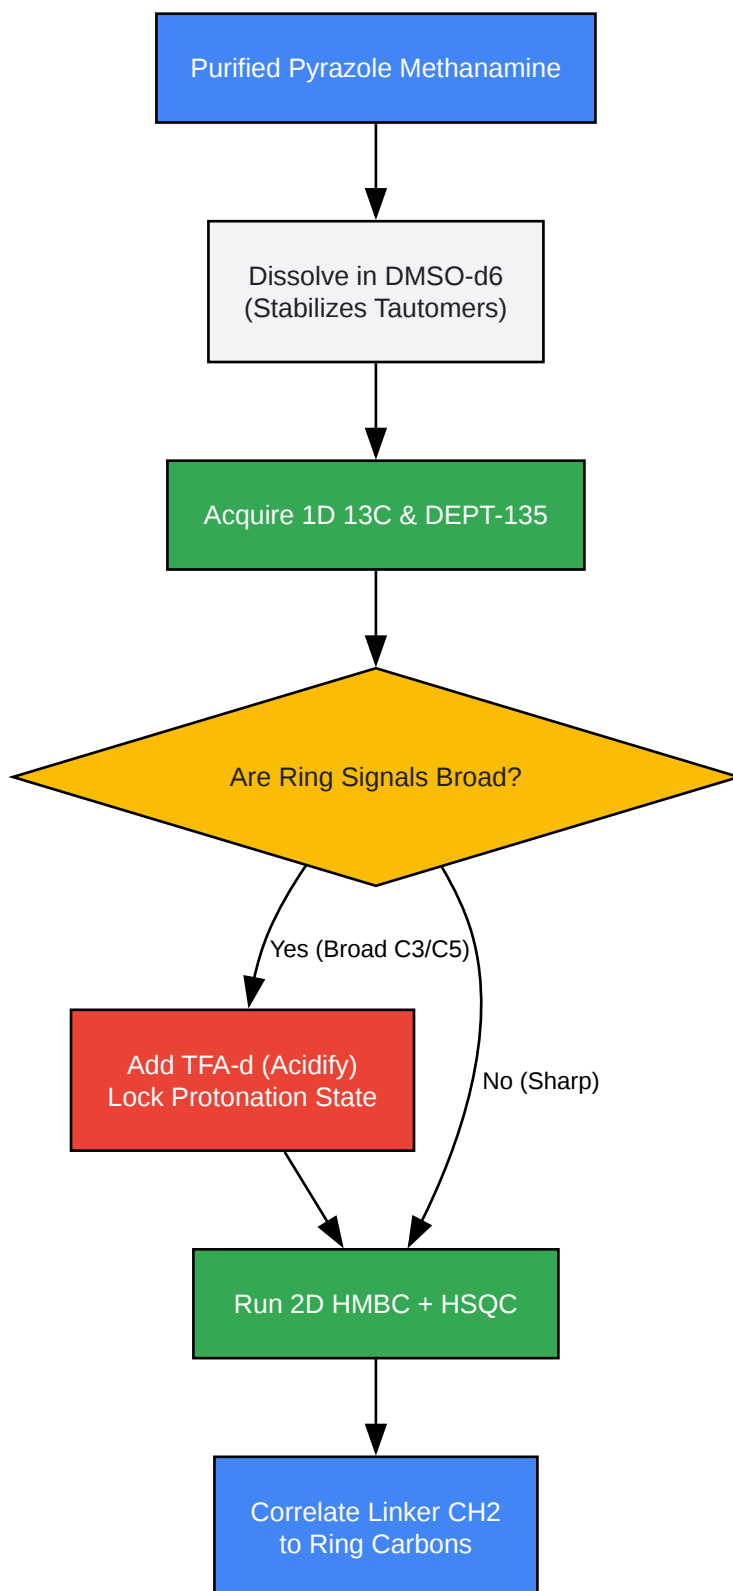 Purified Pyrazole Methanamine
Dissolve in DMSO-d6
(Stabilizes Tautomers)
Acquire 1D 13C & DEPT-135
Are Ring Signals Broad?
Yes (Broad C3/C5)
Add TFA-d (Acidify)
Lock Protonation State
No (Sharp)
Run 2D HMBC + HSQC
Correlate Linker CH2
to Ring Carbons